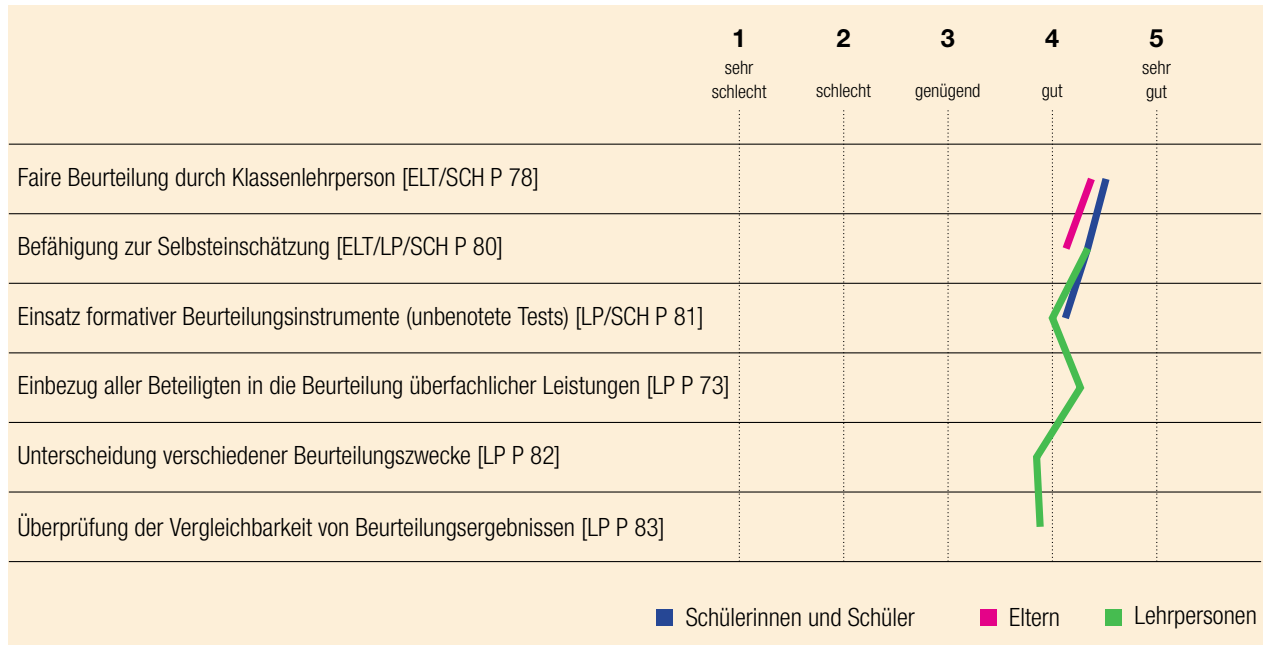 1 2 3 4 5
sehr schlecht schlecht genügend gut sehr gut
Faire Beurteilung durch Klassenlehrperson [ELT/SCH P 78]
Befähigung zur Selbsteinschätzung [ELT/LP/SCH P 80]
Einsatz formativer Beurteilungsinstrumente (unbenotete Tests) [LP/SCH P 81]
Einbezug aller Beteiligten in die Beurteilung überfachlicher Leistungen [LP P 73]
Unterscheidung verschiedener Beurteilungszwecke [LP P 82]
Überprüfung der Vergleichbarkeit von Beurteilungsergebnissen [LP P 83]
Schülerinnen und Schüler Eltern Lehrpersonen